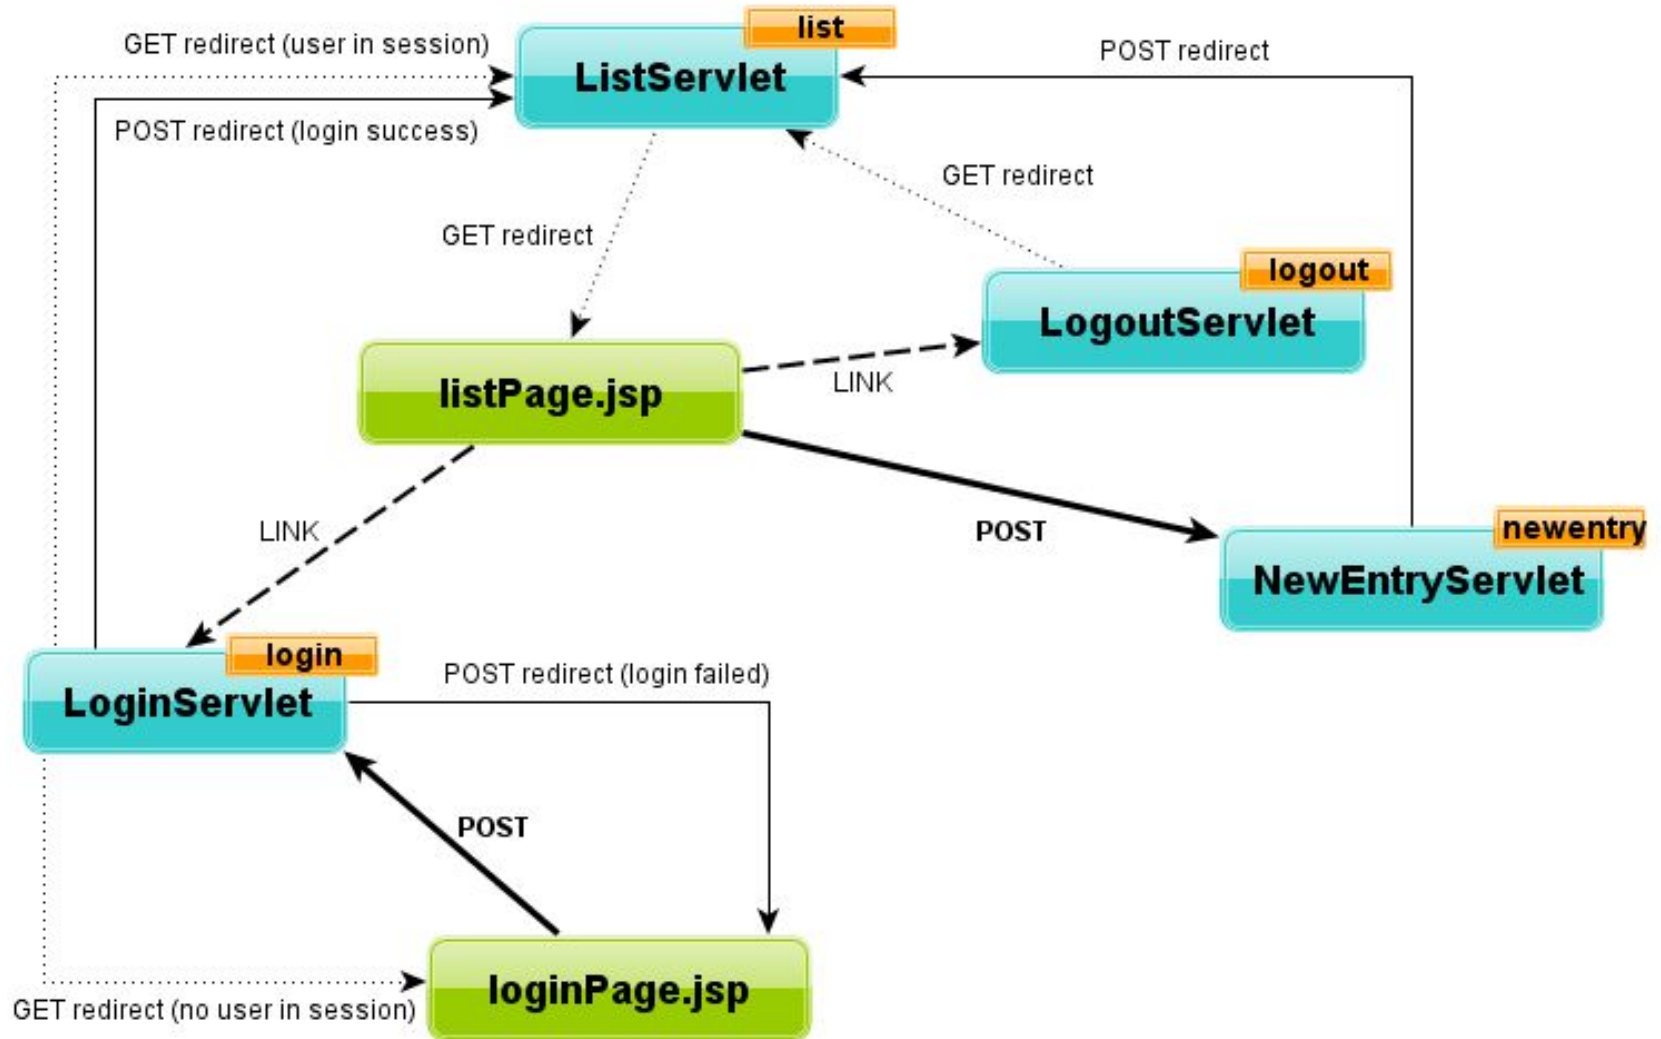 list
GET redirect (user in session)
POST redirect
ListServlet
POST redirect (login success)
GET redirect
GET redirect
logout
LogoutServlet
LINK
listPage.jsp
LINK
POST
newentry
NewEntryServlet
login
POST redirect (login failed)
LoginServlet
POST
loginPage.jsp
GET redirect (no user in session)